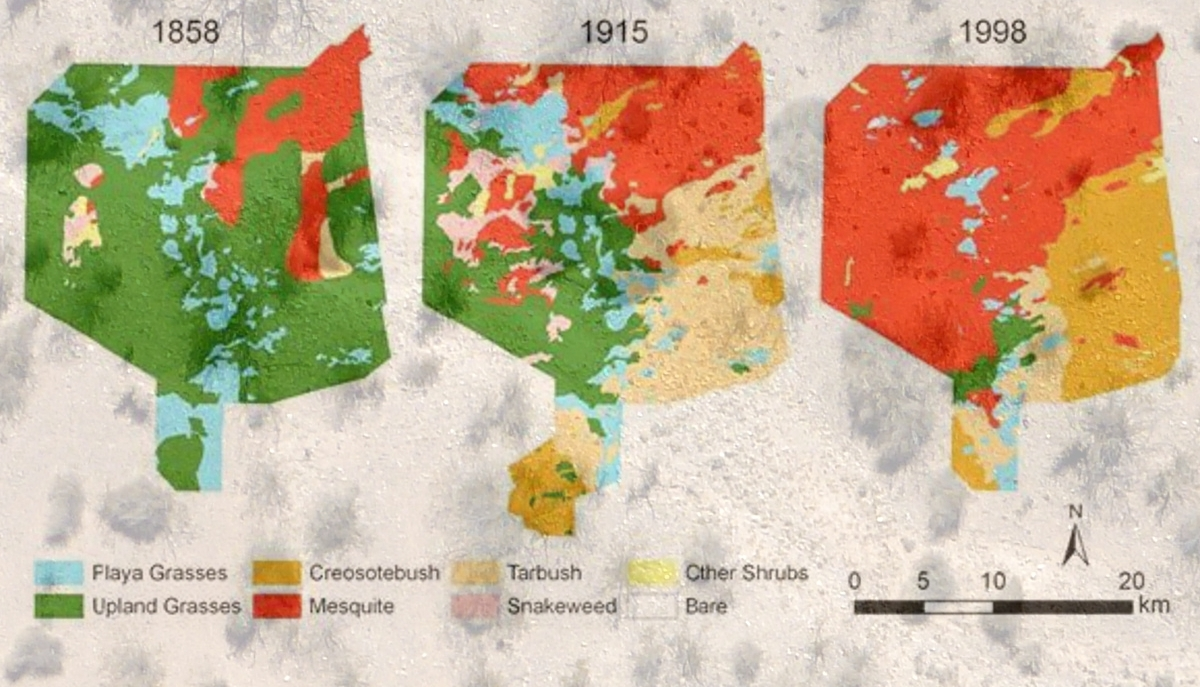 1858
1915
1998
Playa Grasses
Creosotebush
Tarbush
Other Shrubs
Upland Grasses
Mesquite
Snakeweed
Bare
N
0 5 10 20
km